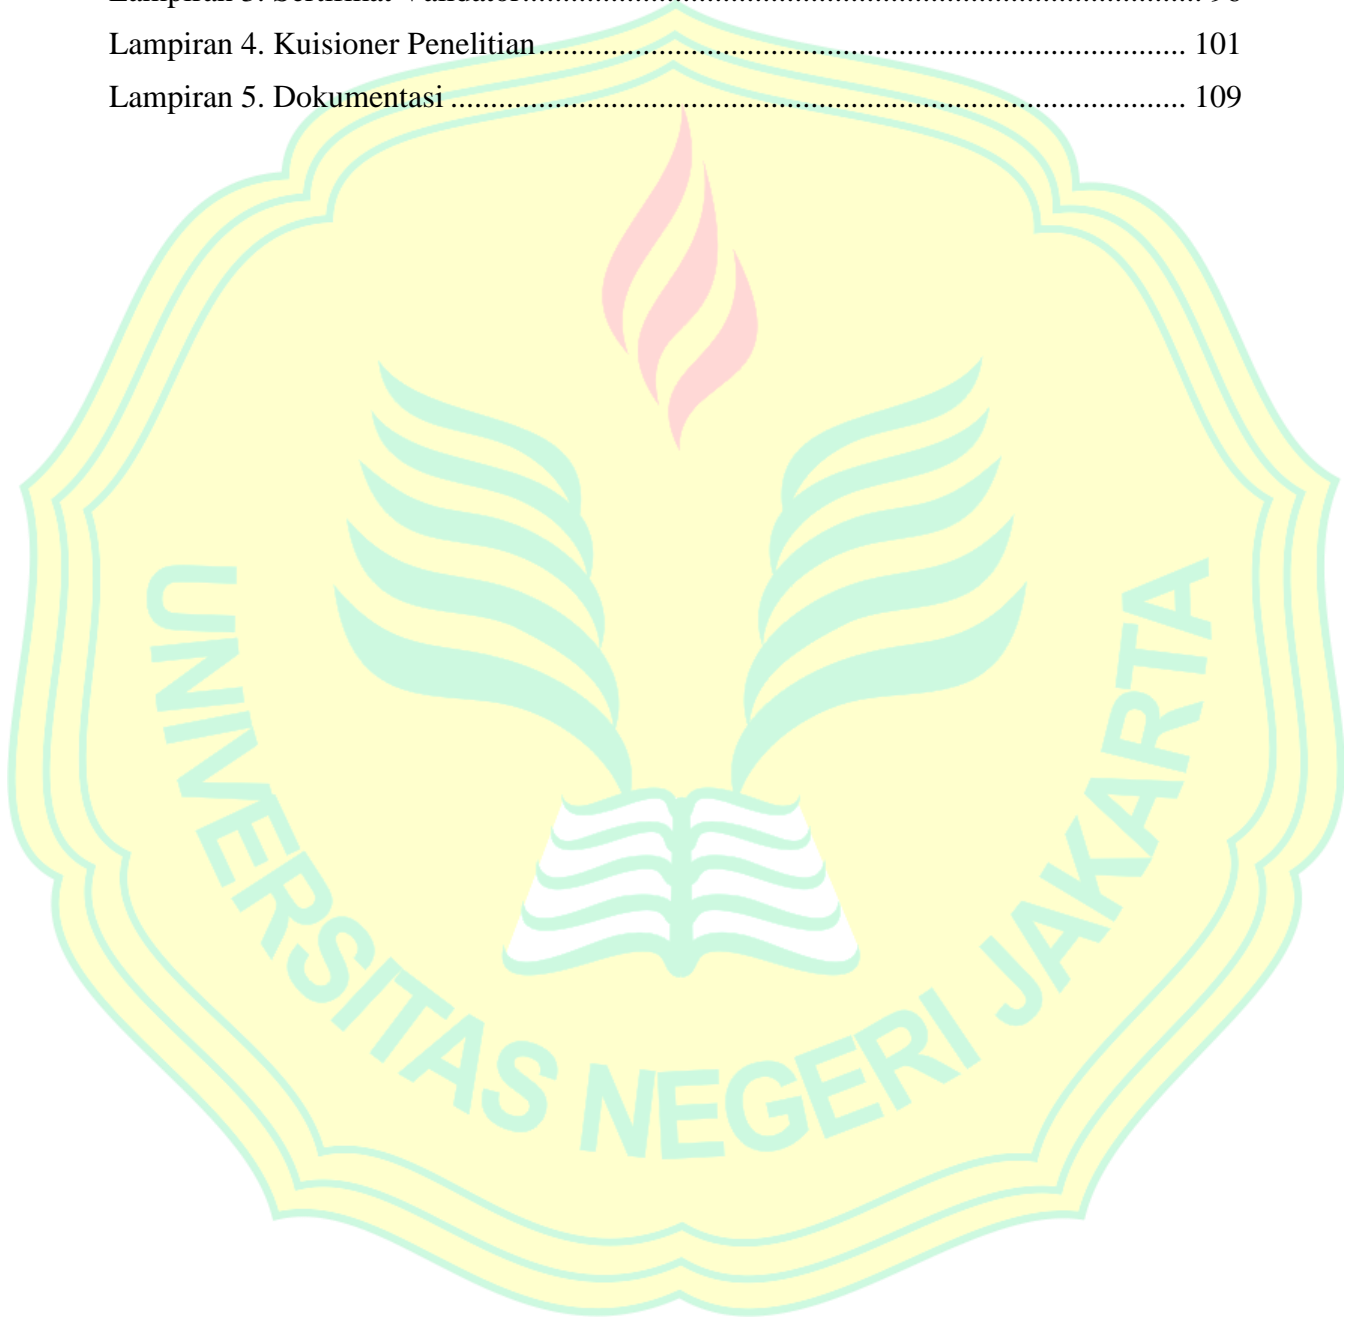 Lampiran 4. Kuisioner Penelitian 101
Lampiran 5. Dokumentasi 109
UNIVERSITAS NEGERI JAKARTA